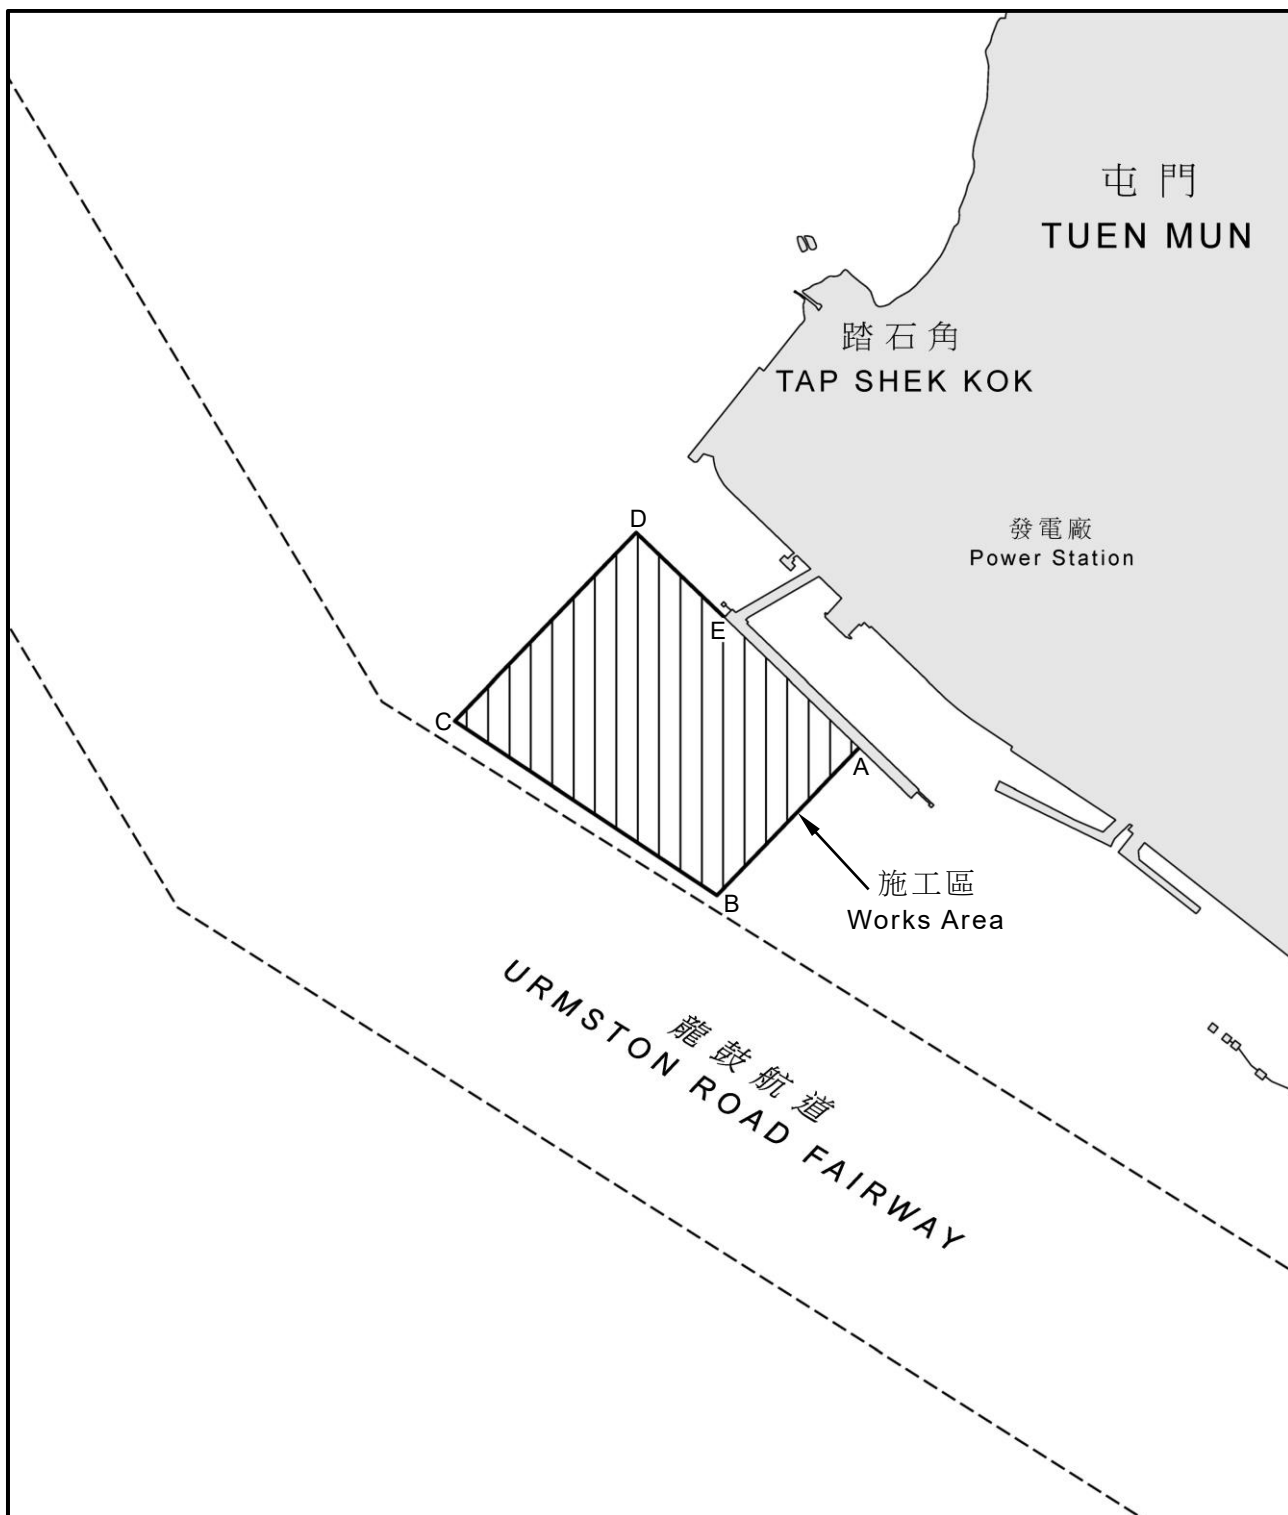 屯門
TUEN MUN
踏石角
TAP SHEK KOK
發電廠
Power Station
D
E
C
A
B
施工區
Works Area
龍鼓航道
URMSTON ROAD FAIRWAY